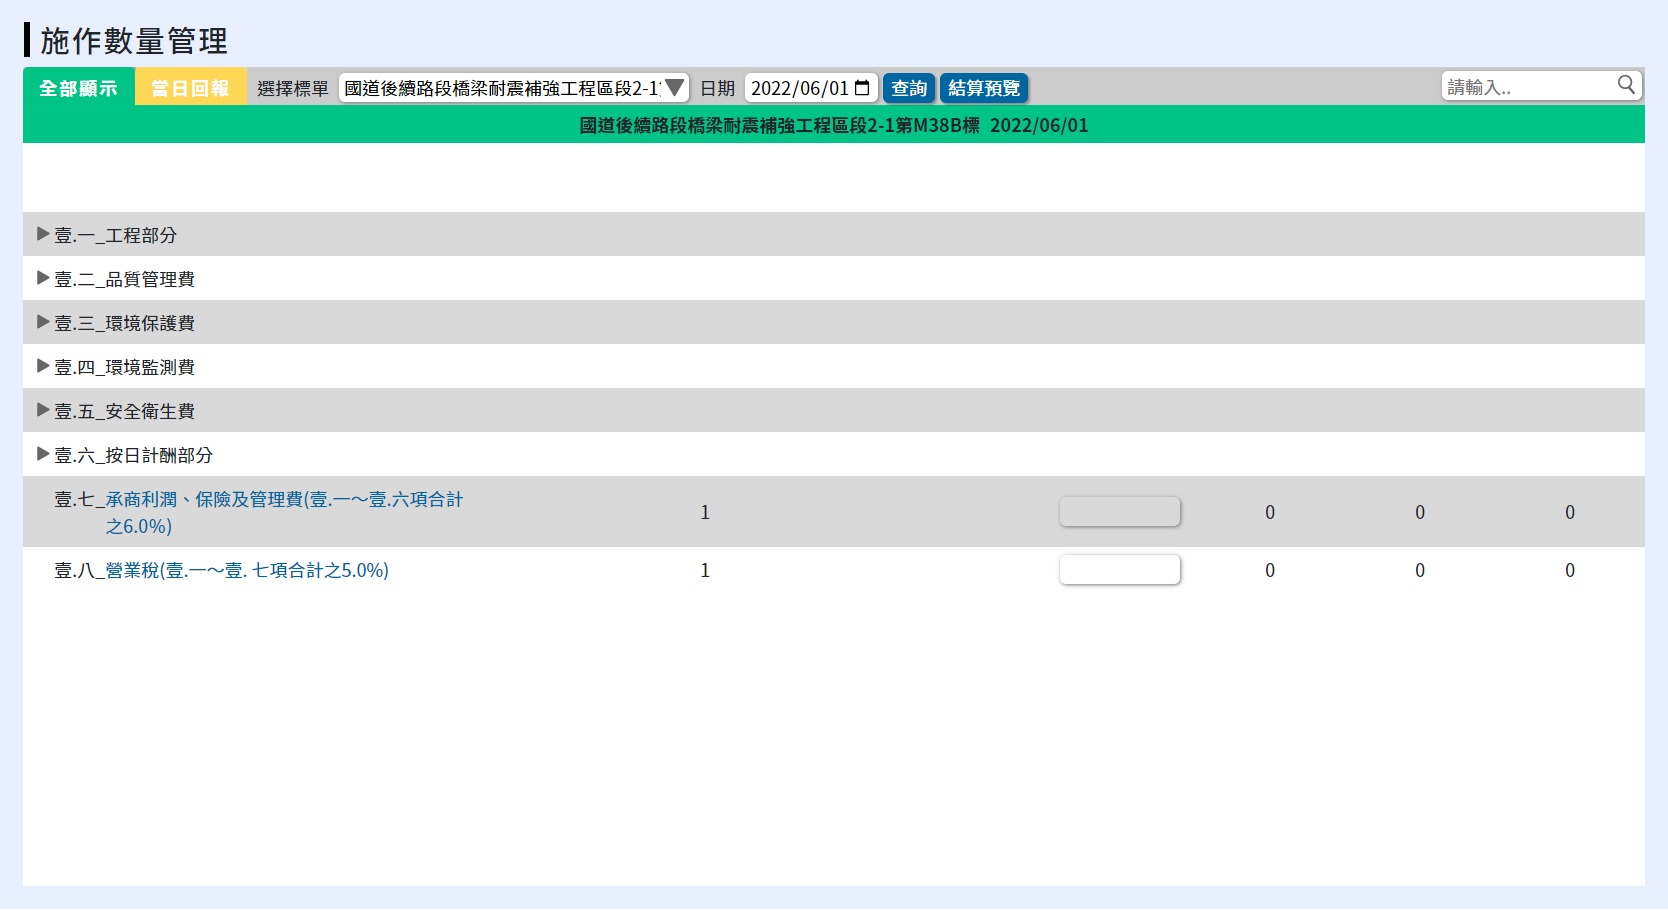 施作數量管理
全部顯示 當日回報 選擇標單 國道後續路段橋梁耐震補強工程區段2-1 日期 2022/06/01 查詢 結算預覽 請輸入..
國道後續路段橋梁耐震補強工程區段2-1第M38B標 2022/06/01
壹.一_工程部分
壹.二_品質管理費
壹.三_環境保護費
壹.四_環境監測費
壹.五_安全衛生費
壹.六_按日計酬部分
壹.七_承商利潤、保險及管理費(壹.一～壹.六項合計
之6.0%)
1 0 0 0
壹.八_營業稅(壹.一～壹. 七項合計之5.0%) 1 0 0 0